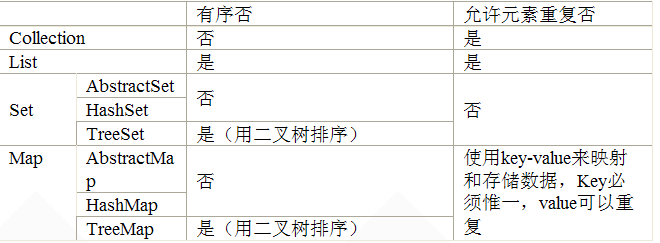 有序否 允许元素重复否
Collection 否 是
List 是 是
Set AbstractSet 否 否
HashSet
TreeSet 是（用二叉树排序）
Map AbstractMa
p 否 使用key-value来映射
和存储数据，Key必
须惟一，value可以重
复
HashMap
TreeMap 是（用二叉树排序）